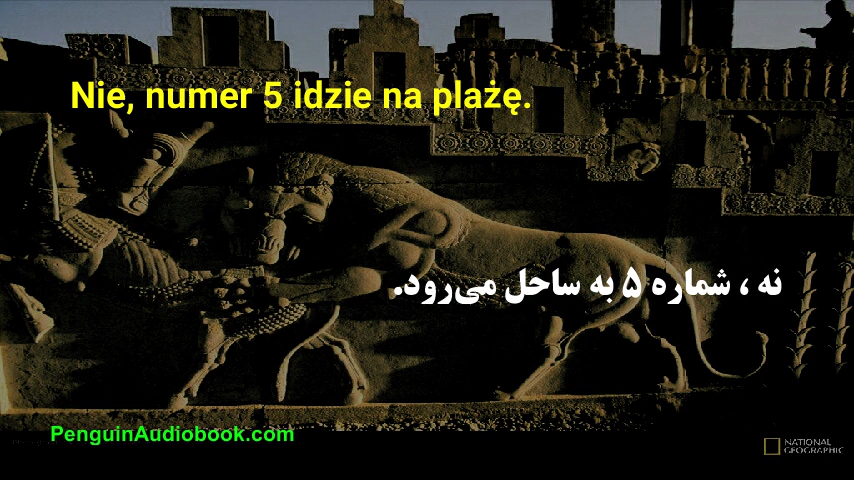 Nie, numer 5 idzie na plażę.
نه ، شماره ۵ به ساحل می‌رود.
PenguinAudiobook.com
NATIONAL
GEOGRAPHIC